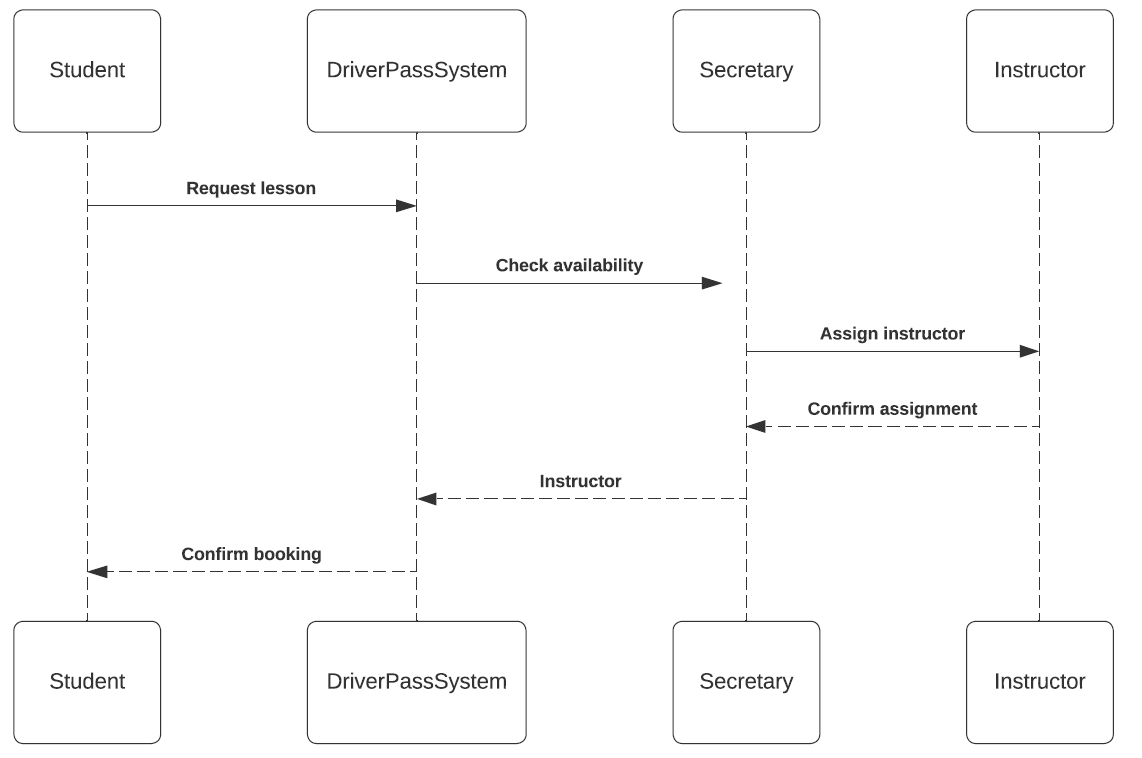 Student
DriverPassSystem
Secretary
Instructor
Request lesson
Check availability
Assign instructor
Confirm assignment
Instructor
Confirm booking
Student
DriverPassSystem
Secretary
Instructor